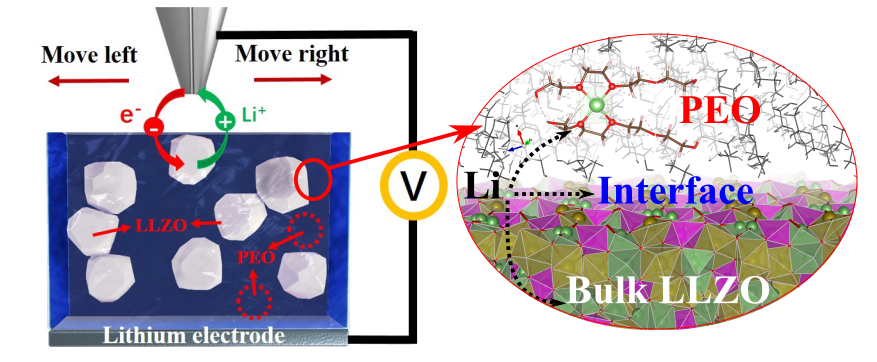 Move left
Move right
e-
-
+
Li+
LLZO
PEO
Lithium electrode
V
PEO
Li
Interface
Bulk LLZO